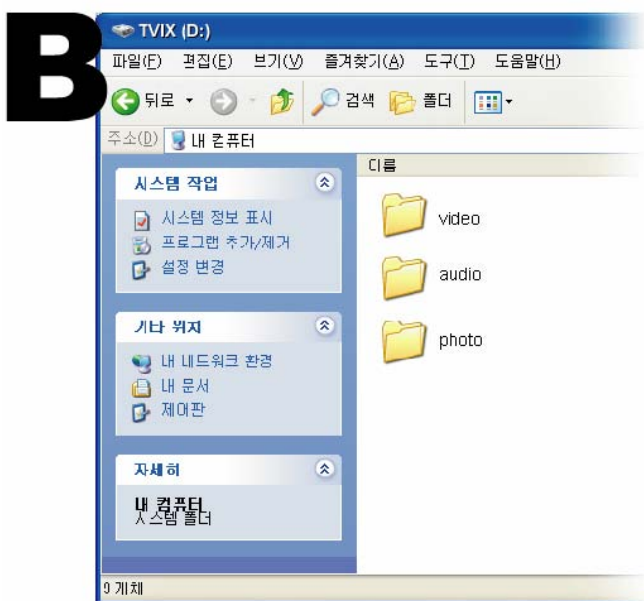 B
TVIX (D:)
파일(F) 편집(E) 보기(V) 즐겨찾기(A) 도구(T) 도움말(H)
뒤로 검색 폴더
주소(D) 내 컴퓨터
이름
시스템 작업
시스템 정보 표시
프로그램 추가/제거
설정 변경
기타 위치
내 네트워크 환경
내 문서
제어판
자세히
내 컴퓨터
시스템 폴더
video
audio
photo
9 개체